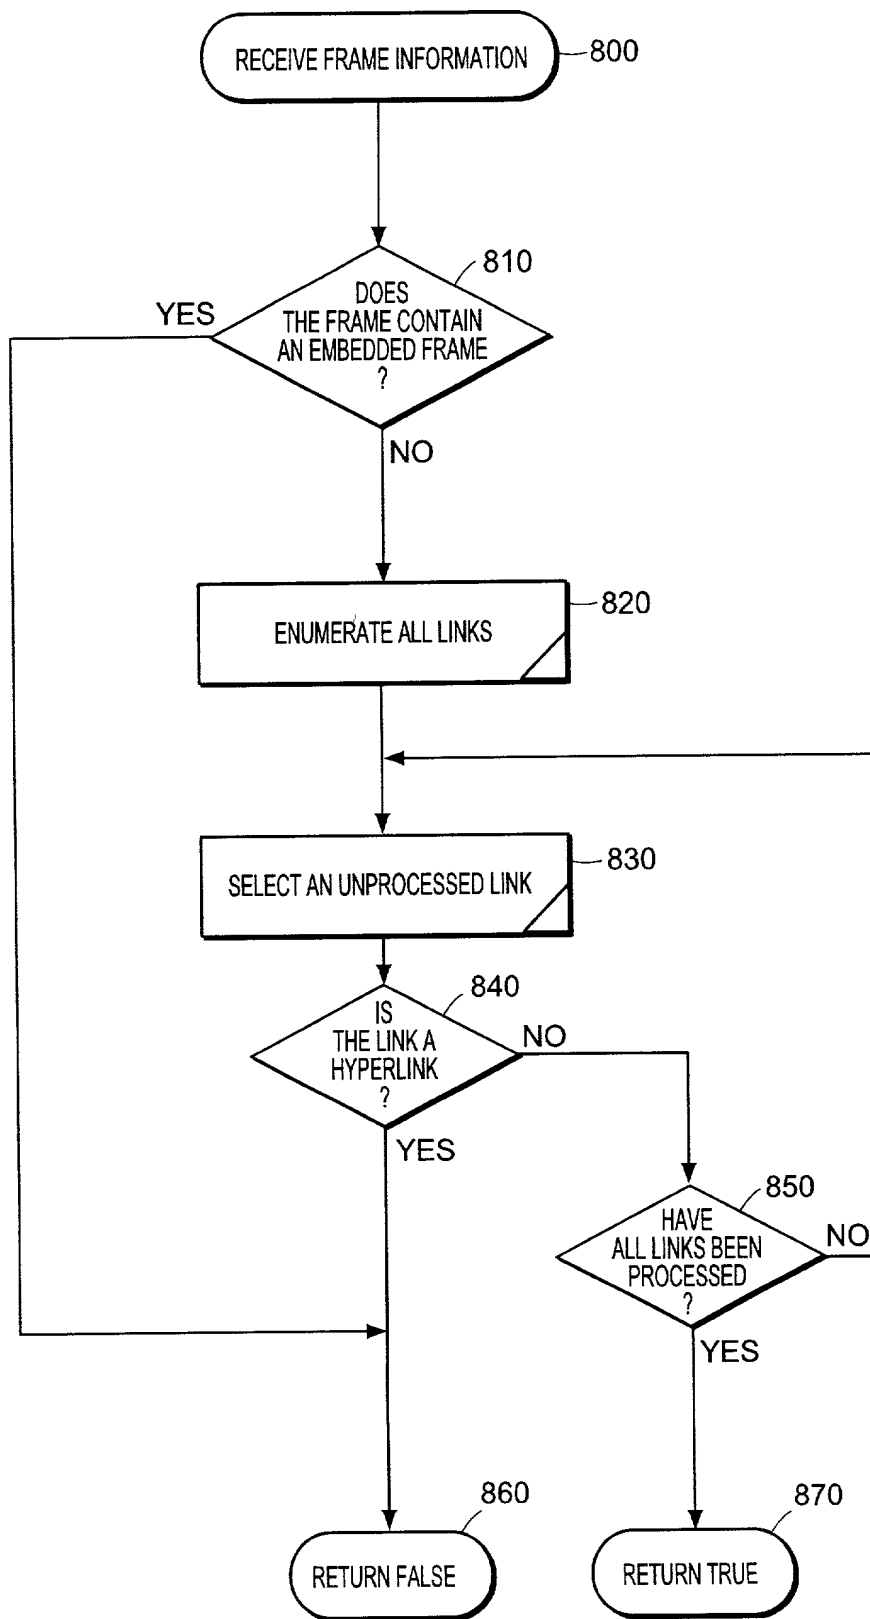 RECEIVE FRAME INFORMATION
800
810
DOES
THE FRAME CONTAIN
AN EMBEDDED FRAME
?
YES
NO
820
ENUMERATE ALL LINKS
830
SELECT AN UNPROCESSED LINK
840
IS
THE LINK A
HYPERLINK
?
NO
YES
850
HAVE
ALL LINKS BEEN
PROCESSED
?
NO
YES
860
RETURN FALSE
870
RETURN TRUE